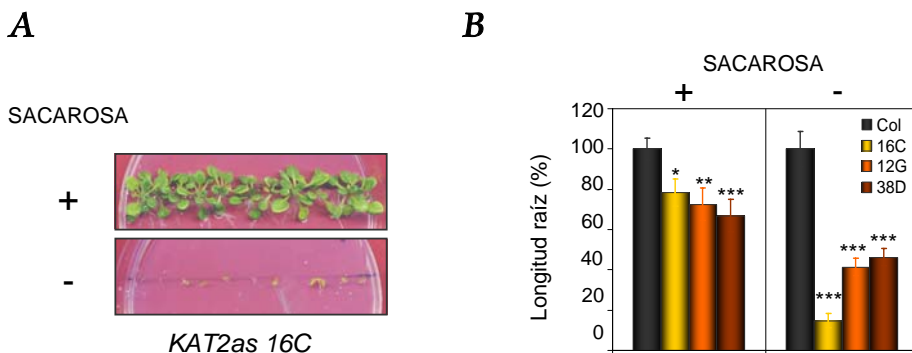 A
SACAROSA
+
-
KAT2as 16C
B
SACAROSA
+ -
Longitud raíz (%)
120
100
80
60
40
20
0
* ** ***
*** *** ***
Col
16C
12G
38D